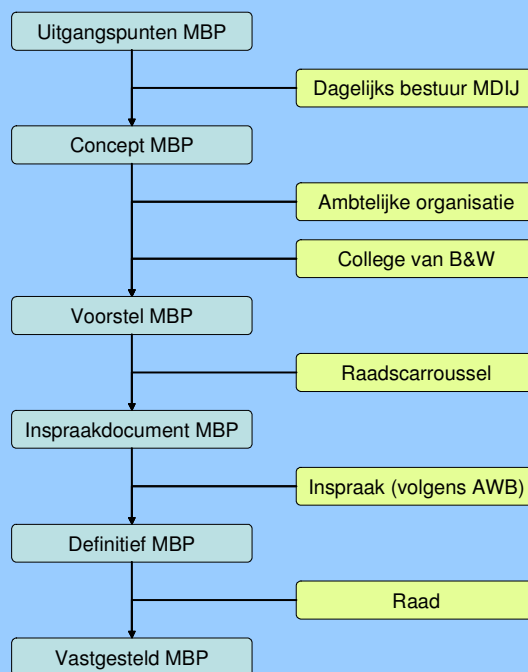 Uitgangspunten MBP
Dagelijks bestuur MDIJ
Concept MBP
Ambtelijke organisatie
College van B&W
Voorstel MBP
Raadscarroussel
Inspraakdocument MBP
Inspraak (volgens AWB)
Definitief MBP
Raad
Vastgesteld MBP